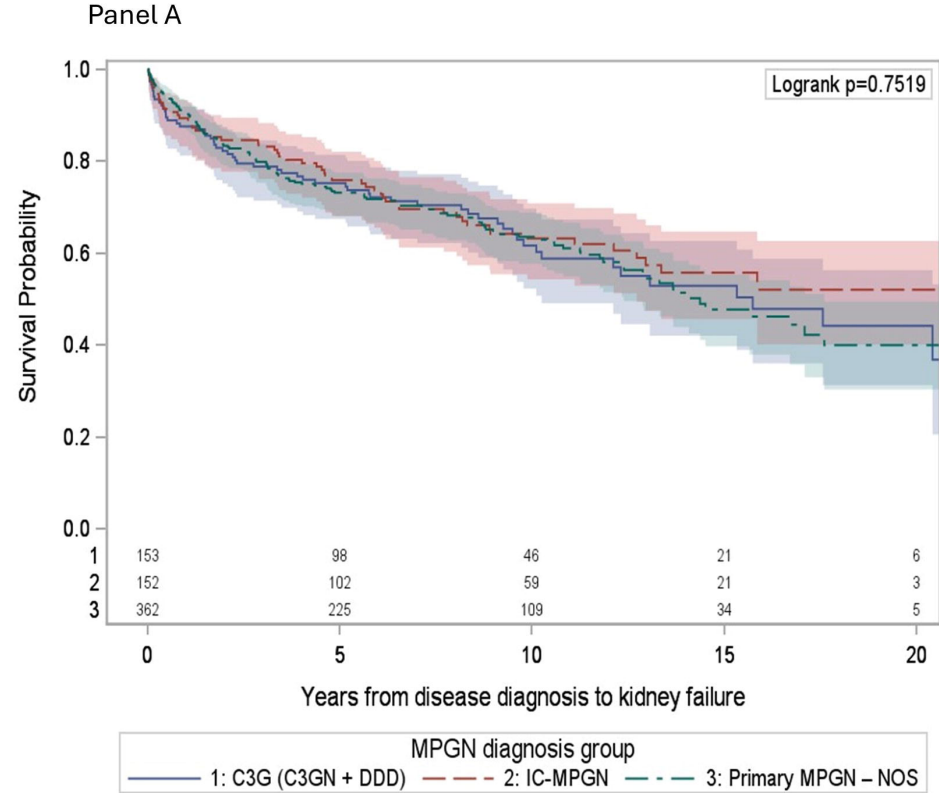 Panel A
Logrank p=0.7519
Survival Probability
1.0
0.8
0.6
0.4
0.2
0.0
1 153 98 46 21 6
2 152 102 59 21 3
3 362 225 109 34 5
0 5 10 15 20
Years from disease diagnosis to kidney failure
MPGN diagnosis group
1: C3G (C3GN + DDD) 2: IC-MPGN 3: Primary MPGN – NOS